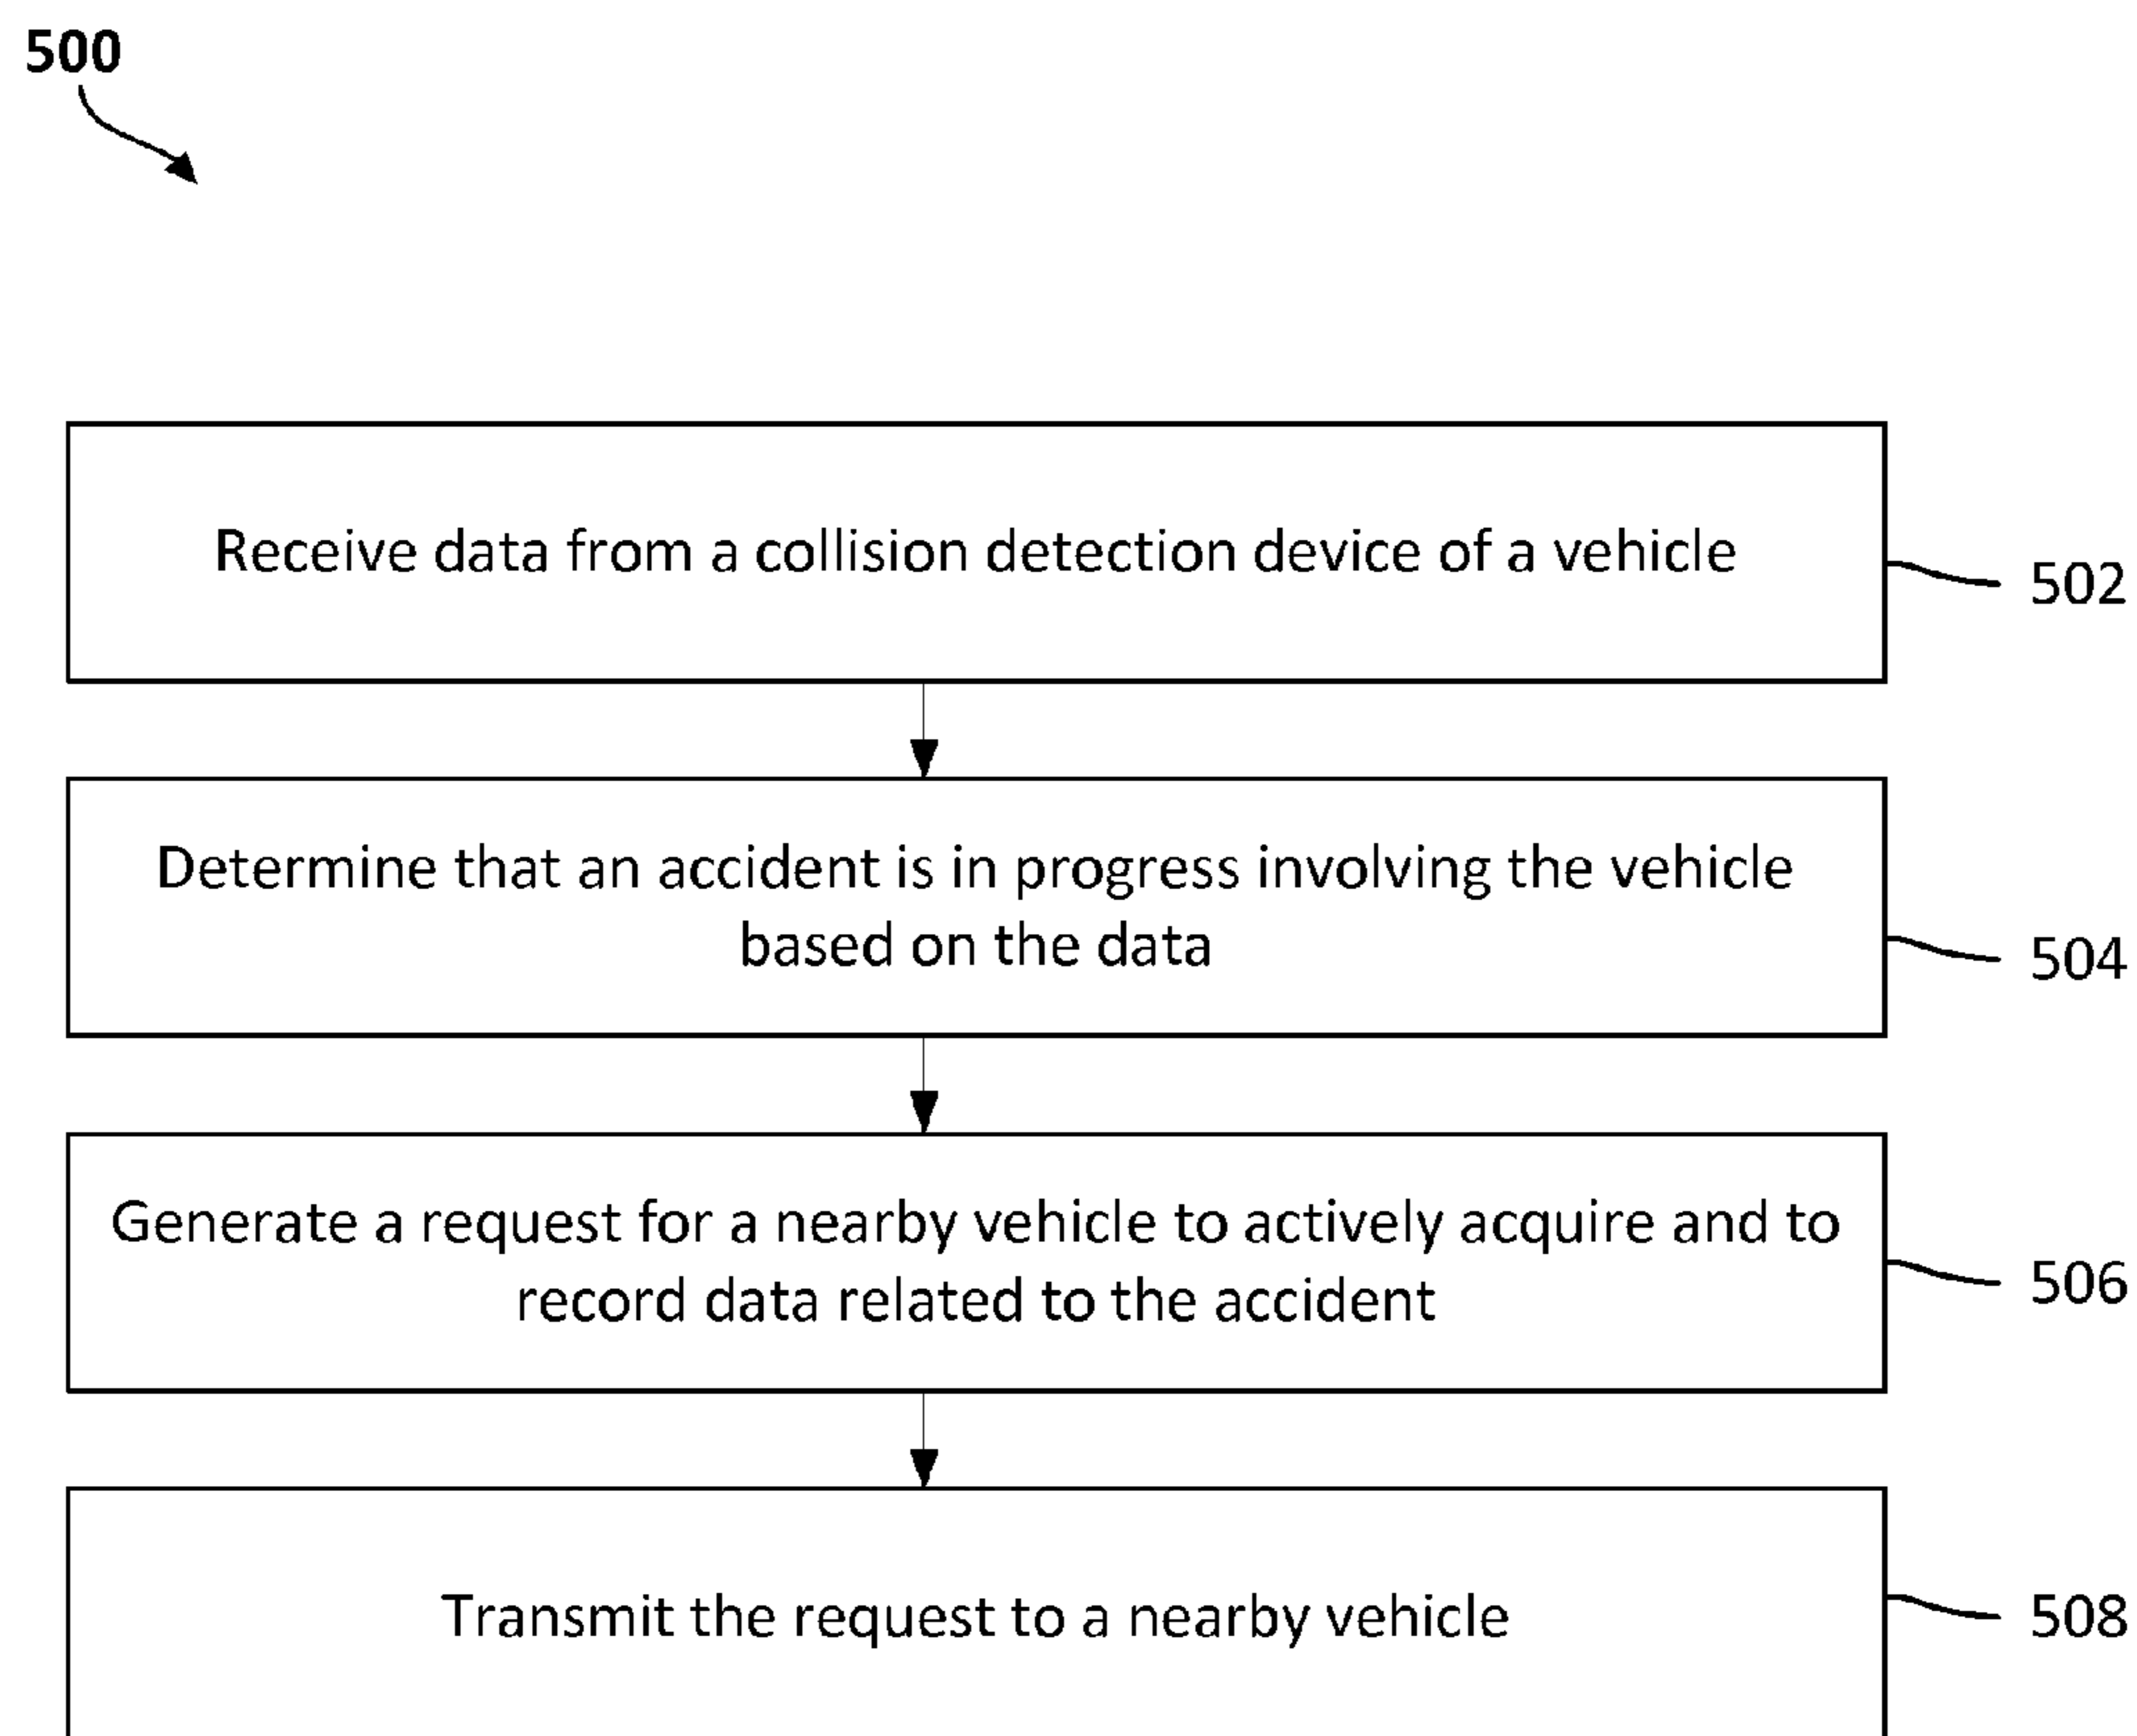 500
Receive data from a collision detection device of a vehicle
502
Determine that an accident is in progress involving the vehicle
based on the data
504
Generate a request for a nearby vehicle to actively acquire and to
record data related to the accident
506
Transmit the request to a nearby vehicle
508